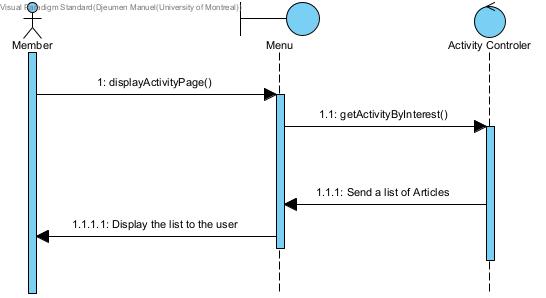 Visual Paradigm Standard(Djeumen Manuel(University of Montreal)
Member
Menu
Activity Controler
1: displayActivityPage()
1.1: getActivityByInterest()
1.1.1: Send a list of Articles
1.1.1.1: Display the list to the user